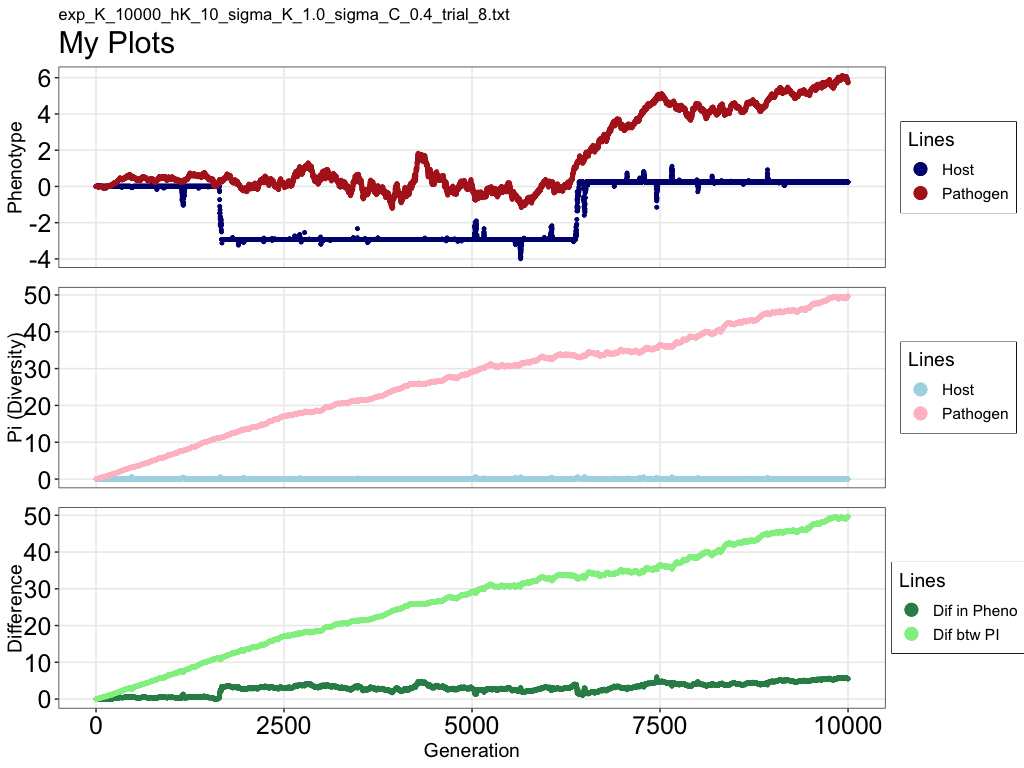 exp_K_10000_hK_10_sigma_K_1.0_sigma_C_0.4_trial_8.txt
My Plots
Phenotype
6
4
2
0
-2
-4
Lines
Host
Pathogen
Pi (Diversity)
50
40
30
20
10
0
Lines
Host
Pathogen
Difference
50
40
30
20
10
0
Lines
Dif in Pheno
Dif btw PI
0 2500 5000 7500 10000
Generation